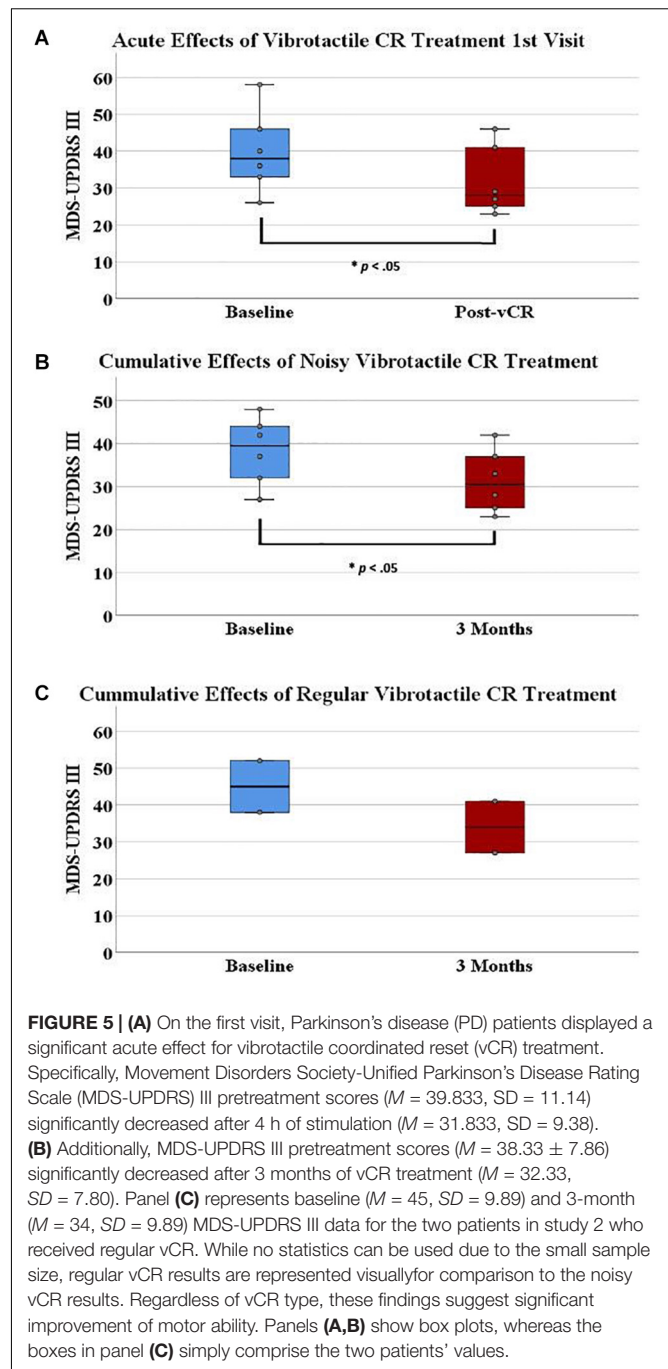 A
Acute Effects of Vibrotactile CR Treatment 1st Visit
MDS-UPDRS III
60
50
40
30
20
10
0
* p < .05
Baseline
Post-vCR
B
Cumulative Effects of Noisy Vibrotactile CR Treatment
MDS-UPDRS III
50
40
30
20
10
0
* p < .05
Baseline
3 Months
C
Cummulative Effects of Regular Vibrotactile CR Treatment
MDS-UPDRS III
60
50
40
30
20
10
0
Baseline
3 Months
FIGURE 5 | (A) On the first visit, Parkinson's disease (PD) patients displayed a
significant acute effect for vibrotactile coordinated reset (vCR) treatment.
Specifically, Movement Disorders Society-Unified Parkinson's Disease Rating
Scale (MDS-UPDRS) III pretreatment scores (M = 39.833, SD = 11.14)
significantly decreased after 4 h of stimulation (M = 31.833, SD = 9.38).
(B) Additionally, MDS-UPDRS III pretreatment scores (M = 38.33 ± 7.86)
significantly decreased after 3 months of vCR treatment (M = 32.33,
SD = 7.80). Panel (C) represents baseline (M = 45, SD = 9.89) and 3-month
(M = 34, SD = 9.89) MDS-UPDRS III data for the two patients in study 2 who
received regular vCR. While no statistics can be used due to the small sample
size, regular vCR results are represented visuallyfor comparison to the noisy
vCR results. Regardless of vCR type, these findings suggest significant
improvement of motor ability. Panels (A,B) show box plots, whereas the
boxes in panel (C) simply comprise the two patients' values.